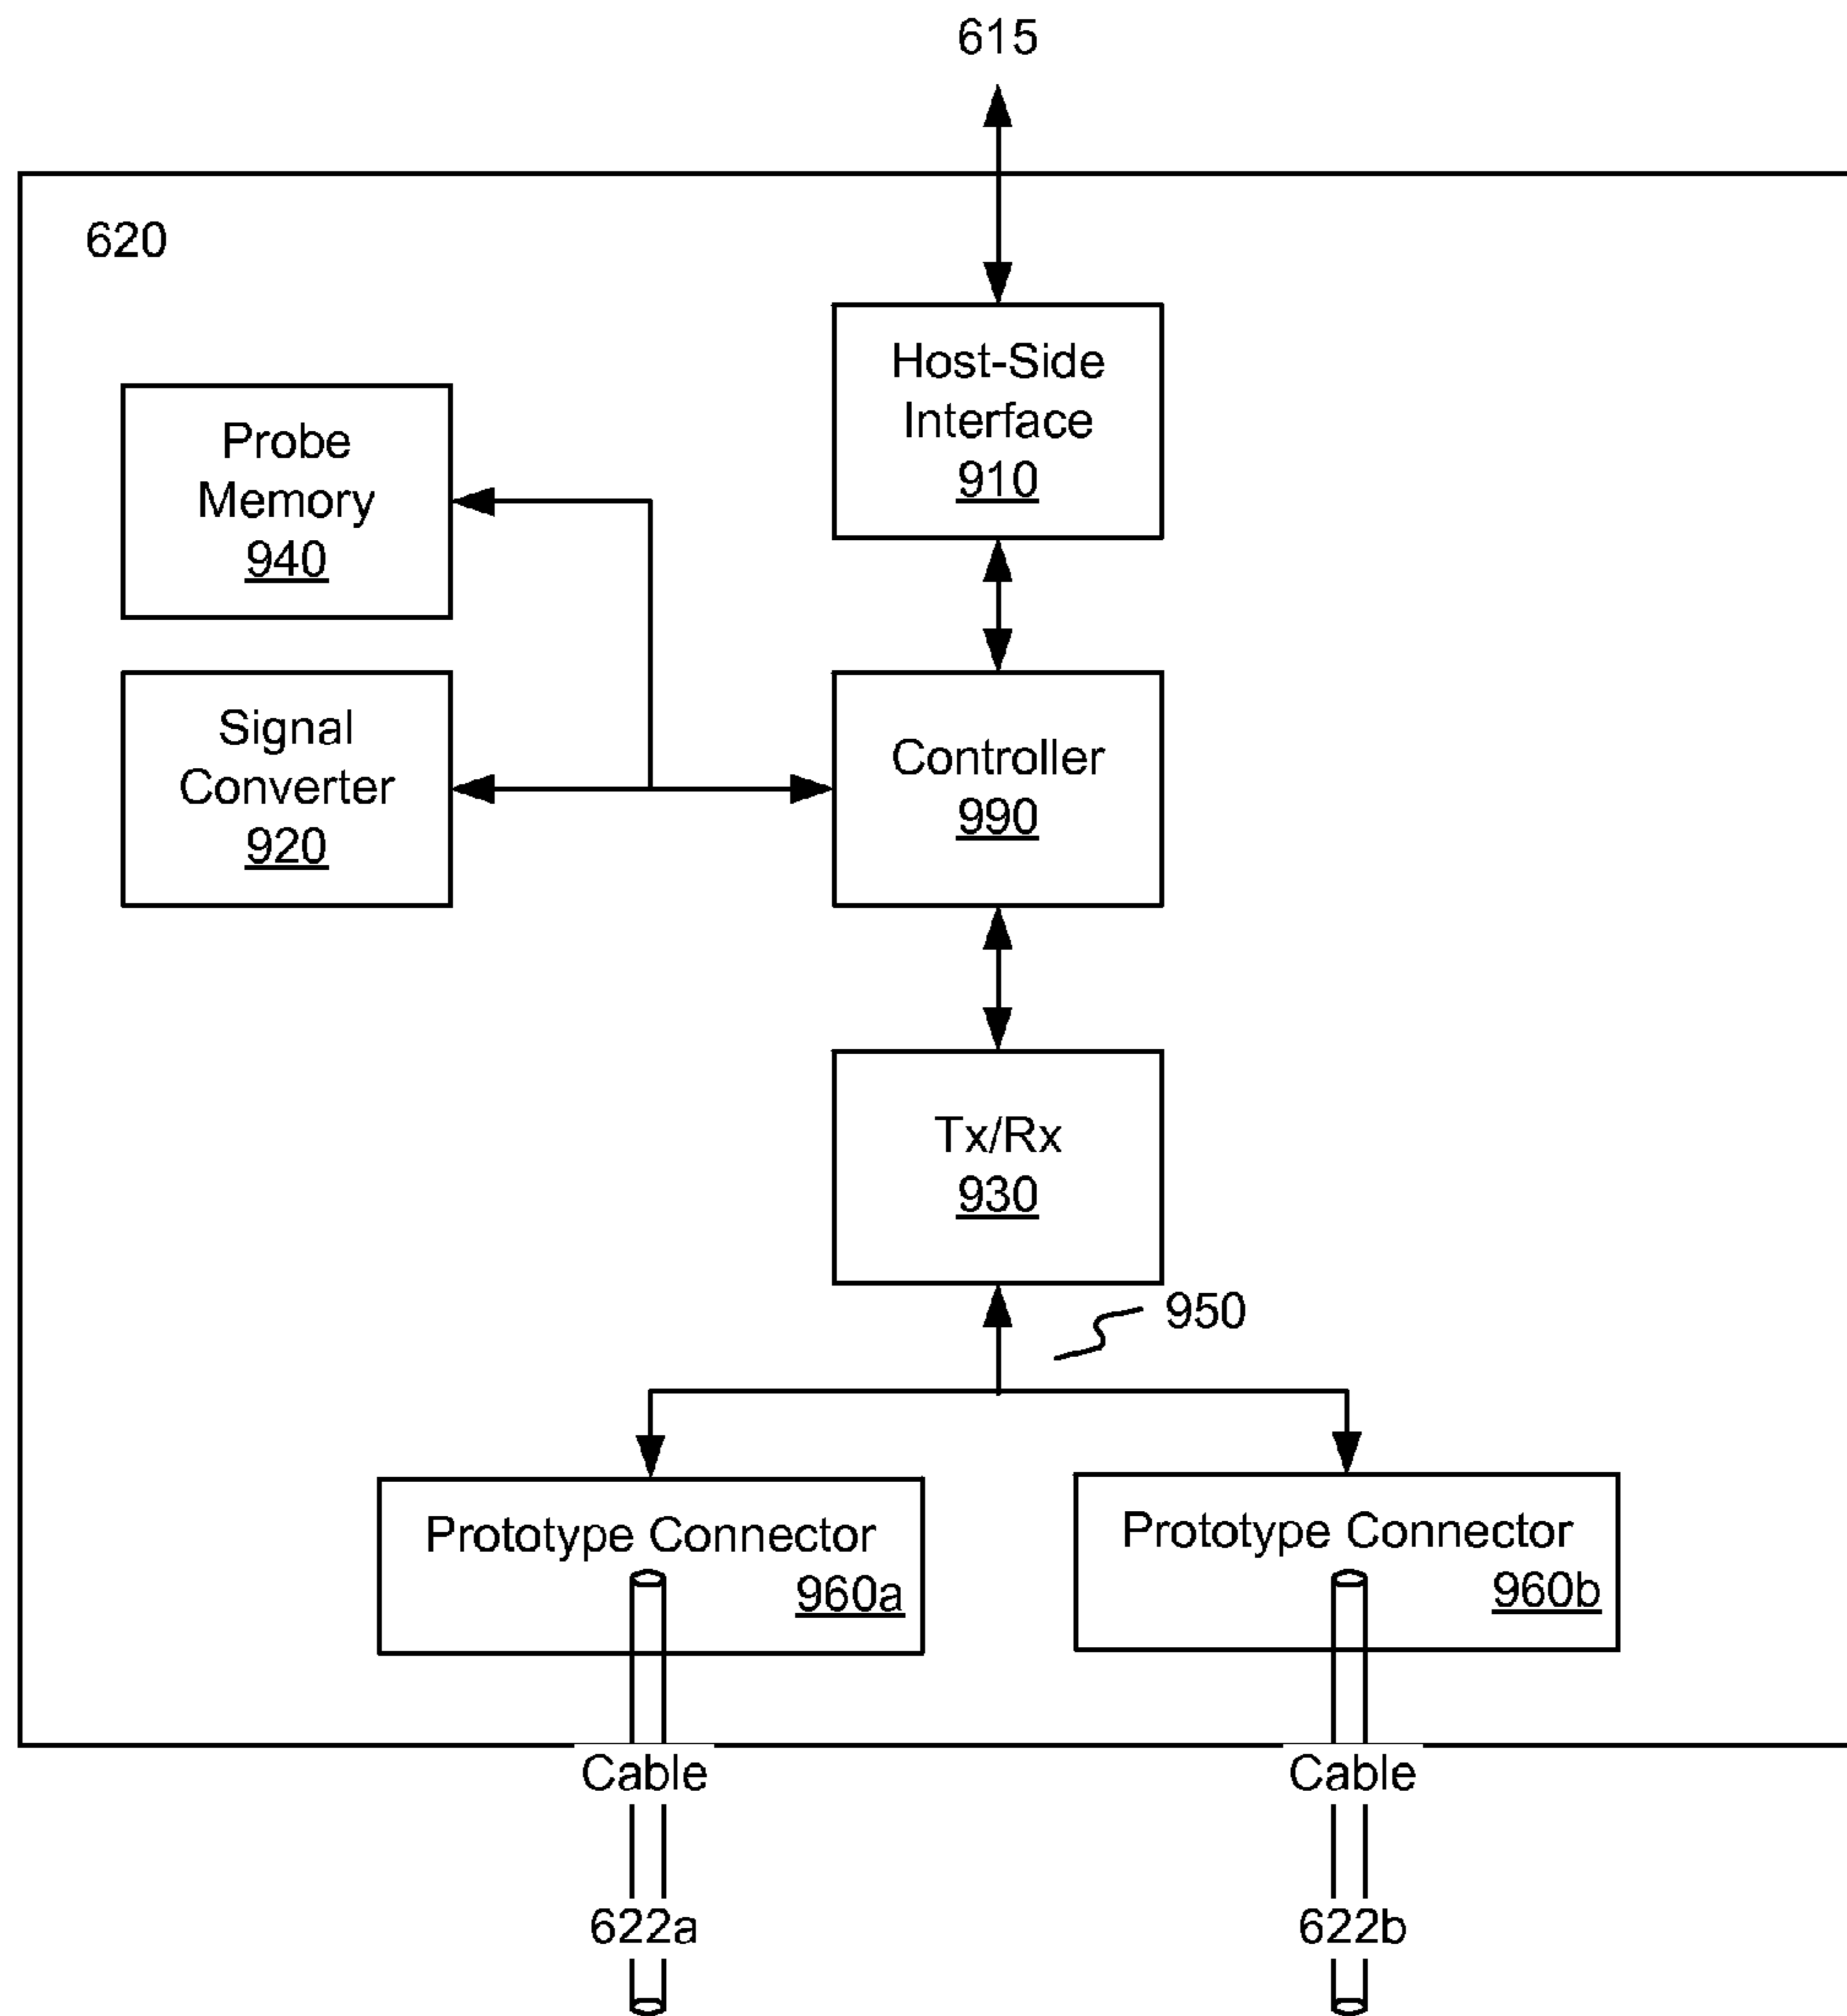 615
620
Host-Side
Interface
910
Probe
Memory
940
Signal
Converter
920
Controller
990
Tx/Rx
930
950
Prototype Connector
960a
Prototype Connector
960b
Cable
Cable
622a
622b